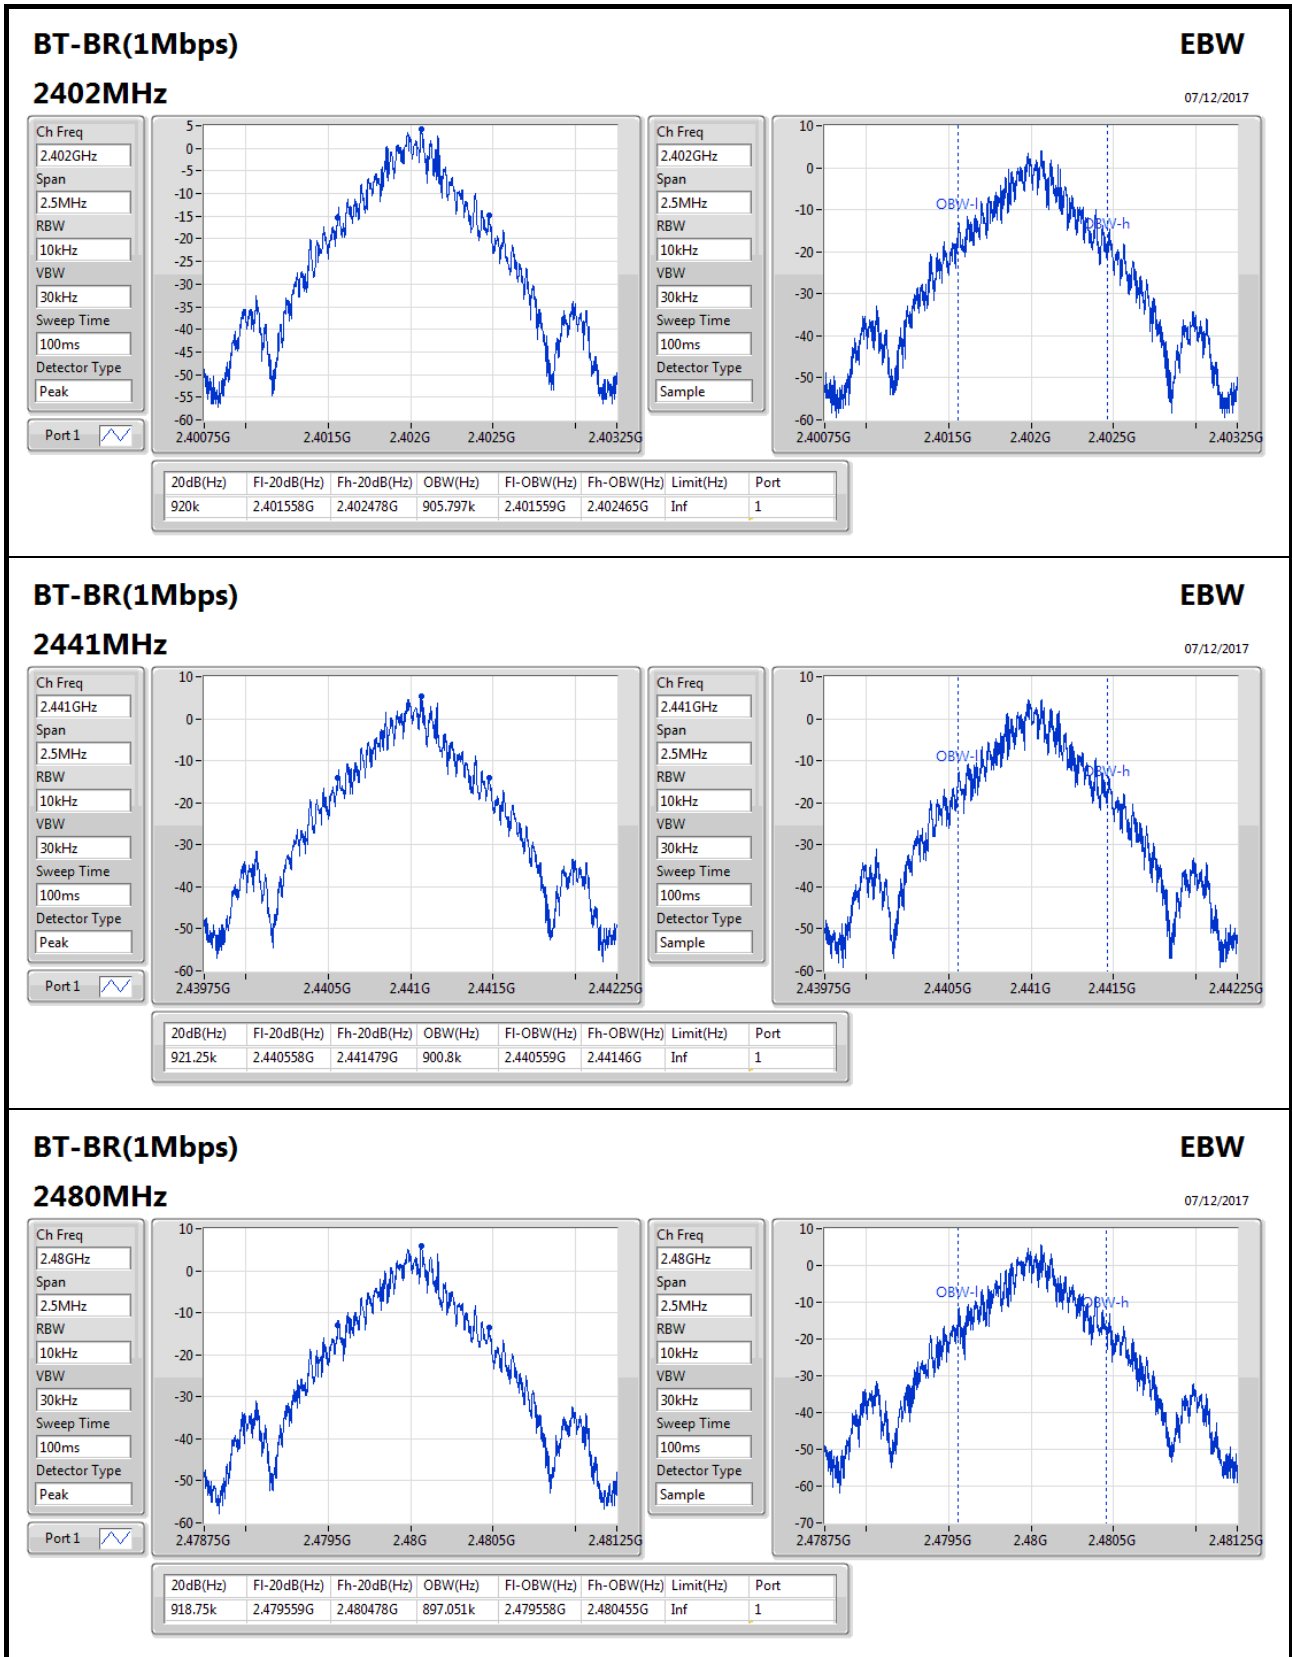 BT-BR(1Mbps) EBW
2402MHz 07/12/2017
Ch Freq
2.402GHz
Span
2.5MHz
RBW
10kHz
VBW
30kHz
Sweep Time
100ms
Detector Type
Peak
Port 1
5
0
-5
-10
-15
-20
-25
-30
-35
-40
-45
-50
-55
-60
2.40075G 2.4015G 2.402G 2.4025G 2.40325G
Ch Freq
2.402GHz
Span
2.5MHz
RBW
10kHz
VBW
30kHz
Sweep Time
100ms
Detector Type
Sample
10
0
-10
-20
-30
-40
-50
-60
OBW-l
OBW-h
2.40075G 2.4015G 2.402G 2.4025G 2.40325G
20dB(Hz) Fl-20dB(Hz) Fh-20dB(Hz) OBW(Hz) Fl-OBW(Hz) Fh-OBW(Hz) Limit(Hz) Port
920k 2.401558G 2.402478G 905.797k 2.401559G 2.402465G Inf 1
BT-BR(1Mbps) EBW
2441MHz 07/12/2017
Ch Freq
2.441GHz
Span
2.5MHz
RBW
10kHz
VBW
30kHz
Sweep Time
100ms
Detector Type
Peak
Port 1
10
0
-10
-20
-30
-40
-50
-60
2.43975G 2.4405G 2.441G 2.4415G 2.44225G
Ch Freq
2.441GHz
Span
2.5MHz
RBW
10kHz
VBW
30kHz
Sweep Time
100ms
Detector Type
Sample
10
0
-10
-20
-30
-40
-50
-60
OBW-l
OBW-h
2.43975G 2.4405G 2.441G 2.4415G 2.44225G
20dB(Hz) Fl-20dB(Hz) Fh-20dB(Hz) OBW(Hz) Fl-OBW(Hz) Fh-OBW(Hz) Limit(Hz) Port
921.25k 2.440558G 2.441479G 900.8k 2.440559G 2.44146G Inf 1
BT-BR(1Mbps) EBW
2480MHz 07/12/2017
Ch Freq
2.48GHz
Span
2.5MHz
RBW
10kHz
VBW
30kHz
Sweep Time
100ms
Detector Type
Peak
Port 1
10
0
-10
-20
-30
-40
-50
-60
2.47875G 2.4795G 2.48G 2.4805G 2.48125G
Ch Freq
2.48GHz
Span
2.5MHz
RBW
10kHz
VBW
30kHz
Sweep Time
100ms
Detector Type
Sample
10
0
-10
-20
-30
-40
-50
-60
-70
OBW-l
OBW-h
2.47875G 2.4795G 2.48G 2.4805G 2.48125G
20dB(Hz) Fl-20dB(Hz) Fh-20dB(Hz) OBW(Hz) Fl-OBW(Hz) Fh-OBW(Hz) Limit(Hz) Port
918.75k 2.479559G 2.480478G 897.051k 2.479558G 2.480455G Inf 1